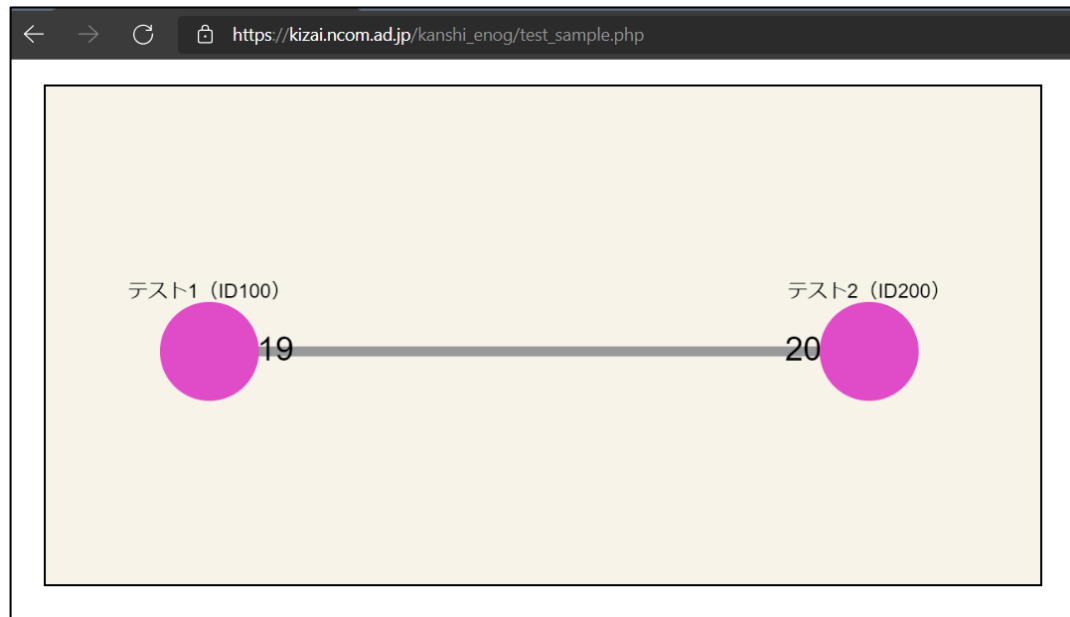 https://kizai.ncom.ad.jp/kanshi_enog/test_sample.php
テスト1（ID100）
テスト2（ID200）
19
20